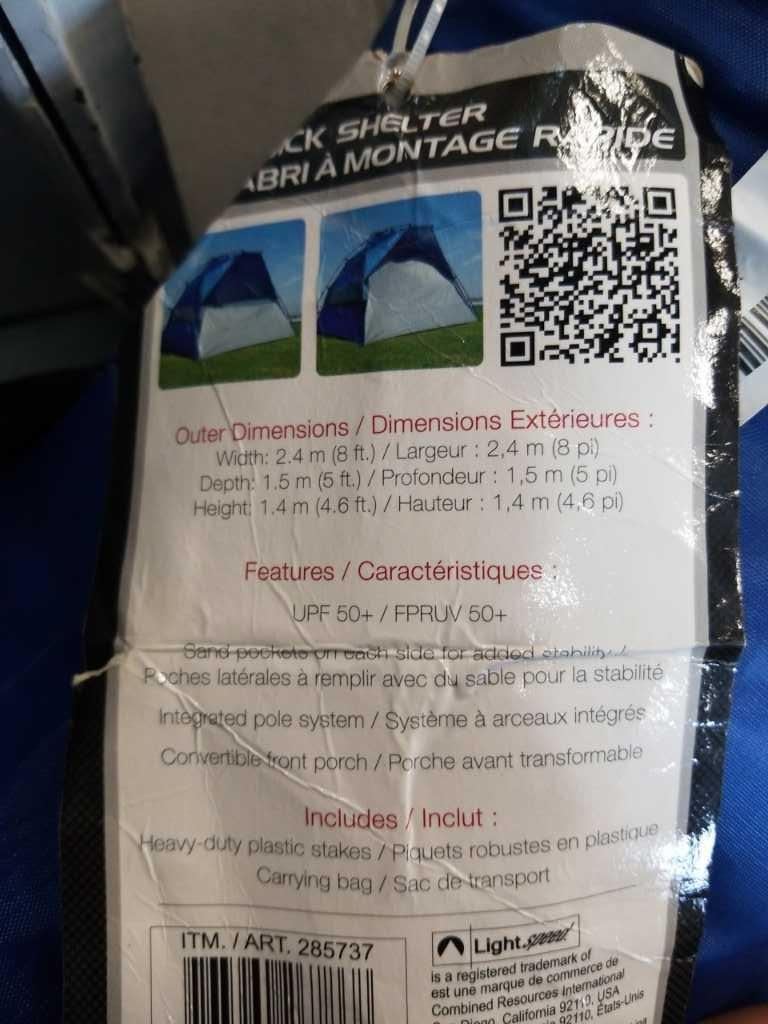 SHELTER
ABRI À MONTAGE RAPIDE
Outer Dimensions / Dimensions Extérieures :
Width: 2.4 m (8 ft.) / Largeur : 2,4 m (8 pi)
Depth: 1.5 m (5 ft.) / Profondeur : 1,5 m (5 pi)
Height: 1.4 m (4.6 ft.) / Hauteur : 1,4 m (4,6 pi)
Features / Caractéristiques :
UPF 50+ / FPRUV 50+
Sand pockets on each side for added stability /
Poches latérales à remplir avec du sable pour la stabilité
Integrated pole system / Système à arceaux intégrés
Convertible front porch / Porche avant transformable
Includes / Inclut :
Heavy-duty plastic stakes / Piquets robustes en plastique
Carrying bag / Sac de transport
ITM. / ART. 285737
Light.speed.
is a registered trademark of
est une marque de commerce de
Combined Resources International
San Diego, California 92110, USA
92110, États-Unis